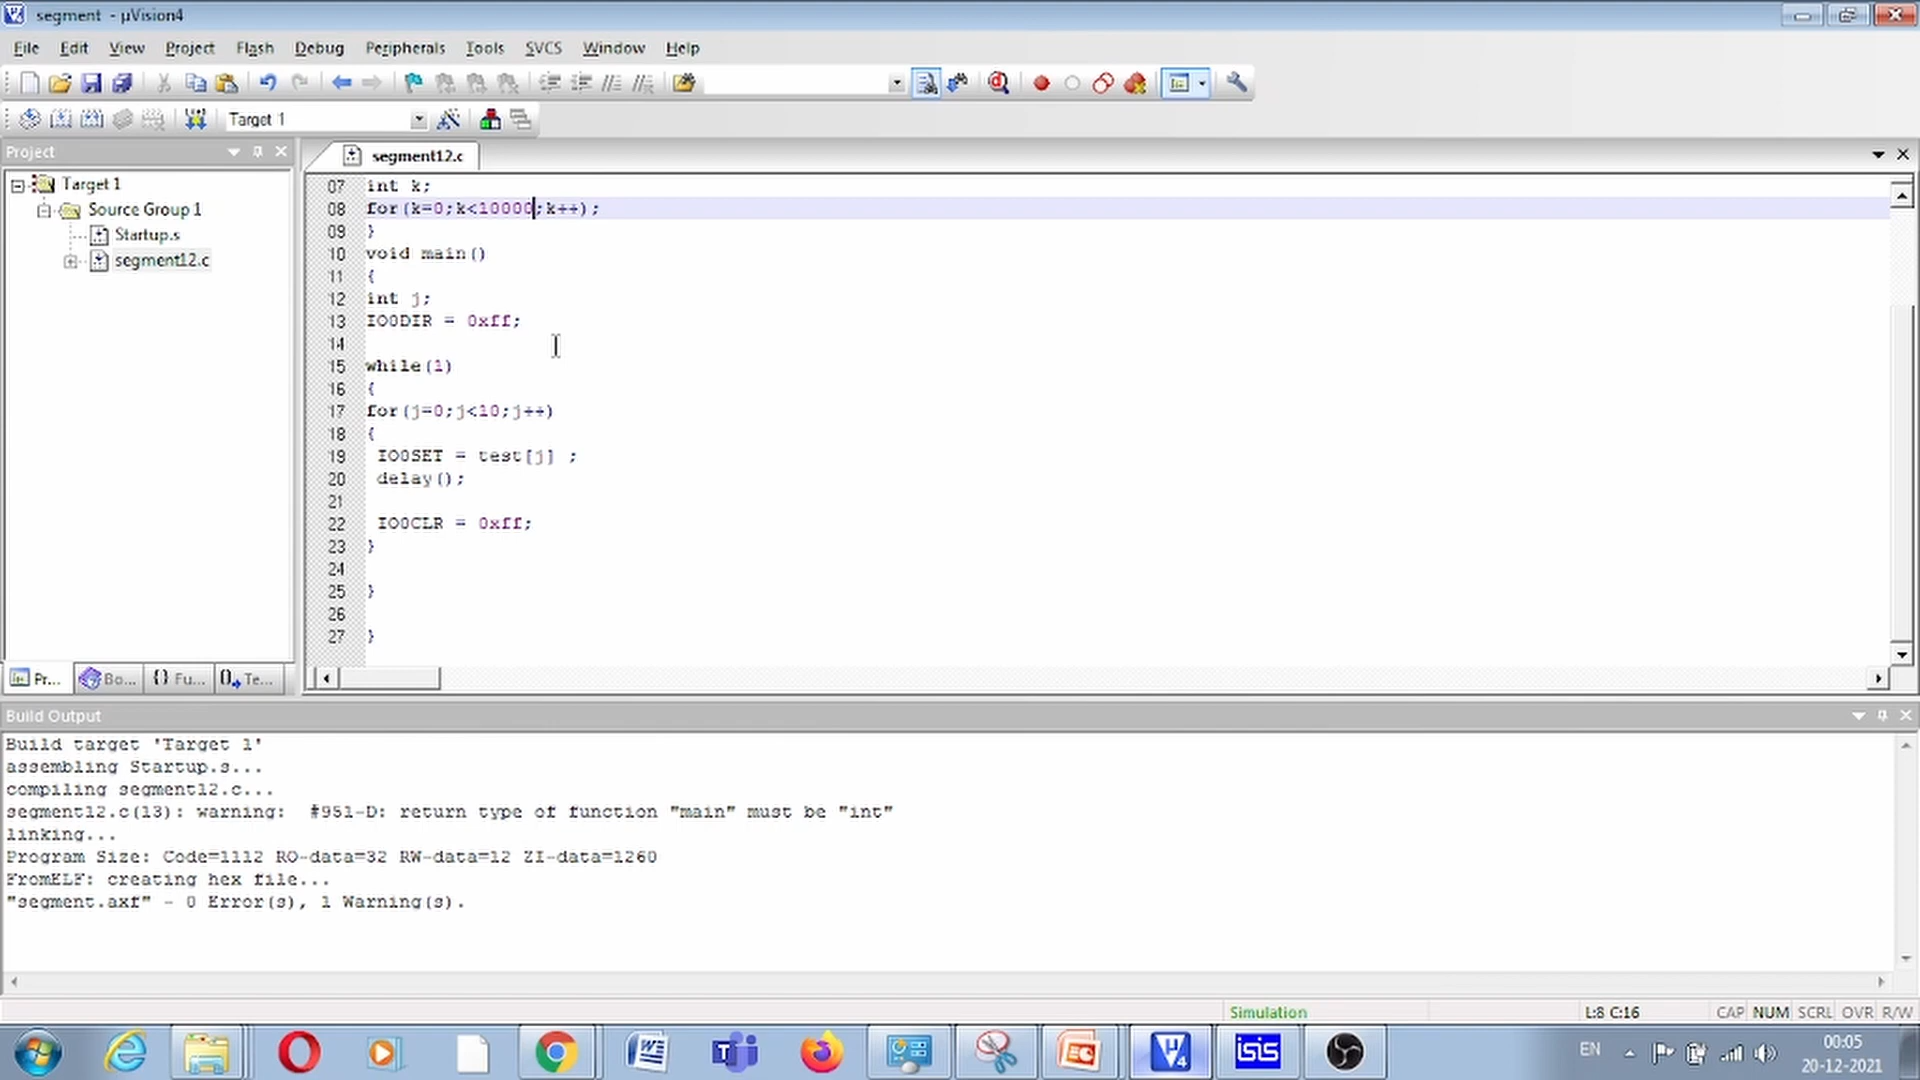 segment - µVision4
File Edit View Project Flash Debug Peripherals Tools SVCS Window Help
Target 1
Project
segment12.c
Target 1
Source Group 1
Startup.s
segment12.c
07 int k;
08 for(k=0;k<10000;k++);
09 }
10 void main()
11 {
12 int j;
13 IO0DIR = 0xff;
14
15 while(1)
16 {
17 for(j=0;j<10;j++)
18 {
19 IO0SET = test[j] ;
20 delay();
21
22 IO0CLR = 0xff;
23 }
24
25 }
26
27 }
Pr... Bo... {} Fu... 0 Te...
Build Output
Build target 'Target 1'
assembling Startup.s...
compiling segment12.c...
segment12.c(13): warning:  #951-D: return type of function "main" must be "int"
linking...
Program Size: Code=1112 RO-data=32 RW-data=12 ZI-data=1260
FromELF: creating hex file...
"segment.axf" - 0 Error(s), 1 Warning(s).
Simulation L:8 C:16 CAP NUM SCRL OVR R/W
EN 00:05
20-12-2021